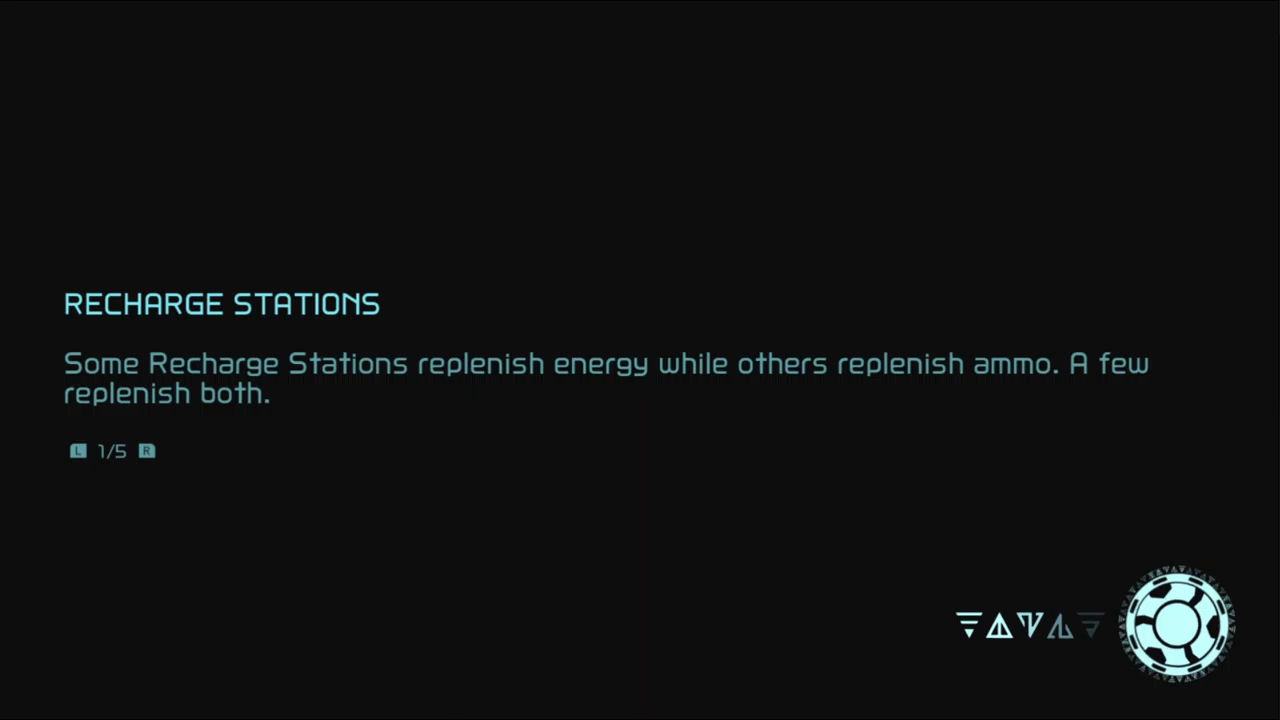 RECHARGE STATIONS
Some Recharge Stations replenish energy while others replenish ammo. A few
replenish both.
L 1/5 R